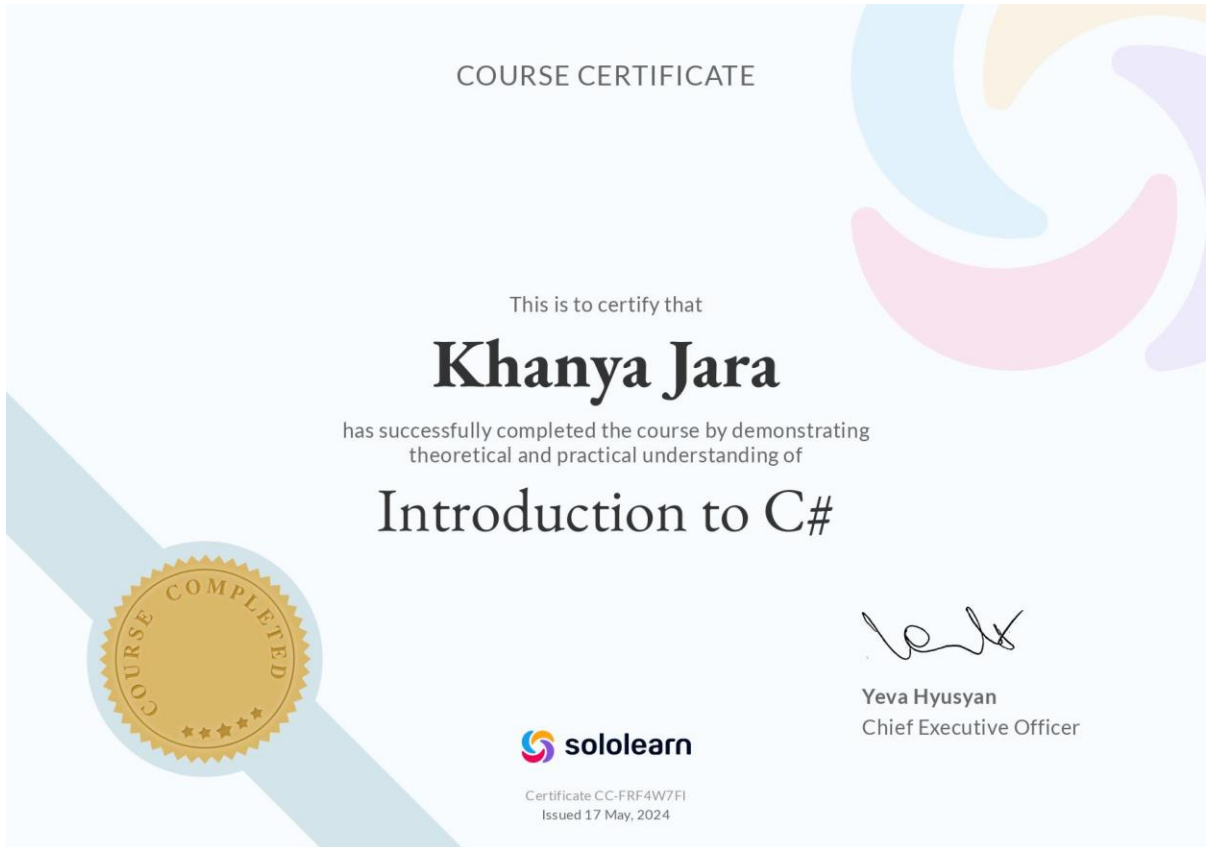 COURSE CERTIFICATE
This is to certify that
Khanya Jara
has successfully completed the course by demonstrating
theoretical and practical understanding of
Introduction to C#
COURSE COMPLETED
Yeva Hyusyan
Chief Executive Officer
sololearn
Certificate CC-FRF4W7FI
Issued 17 May, 2024